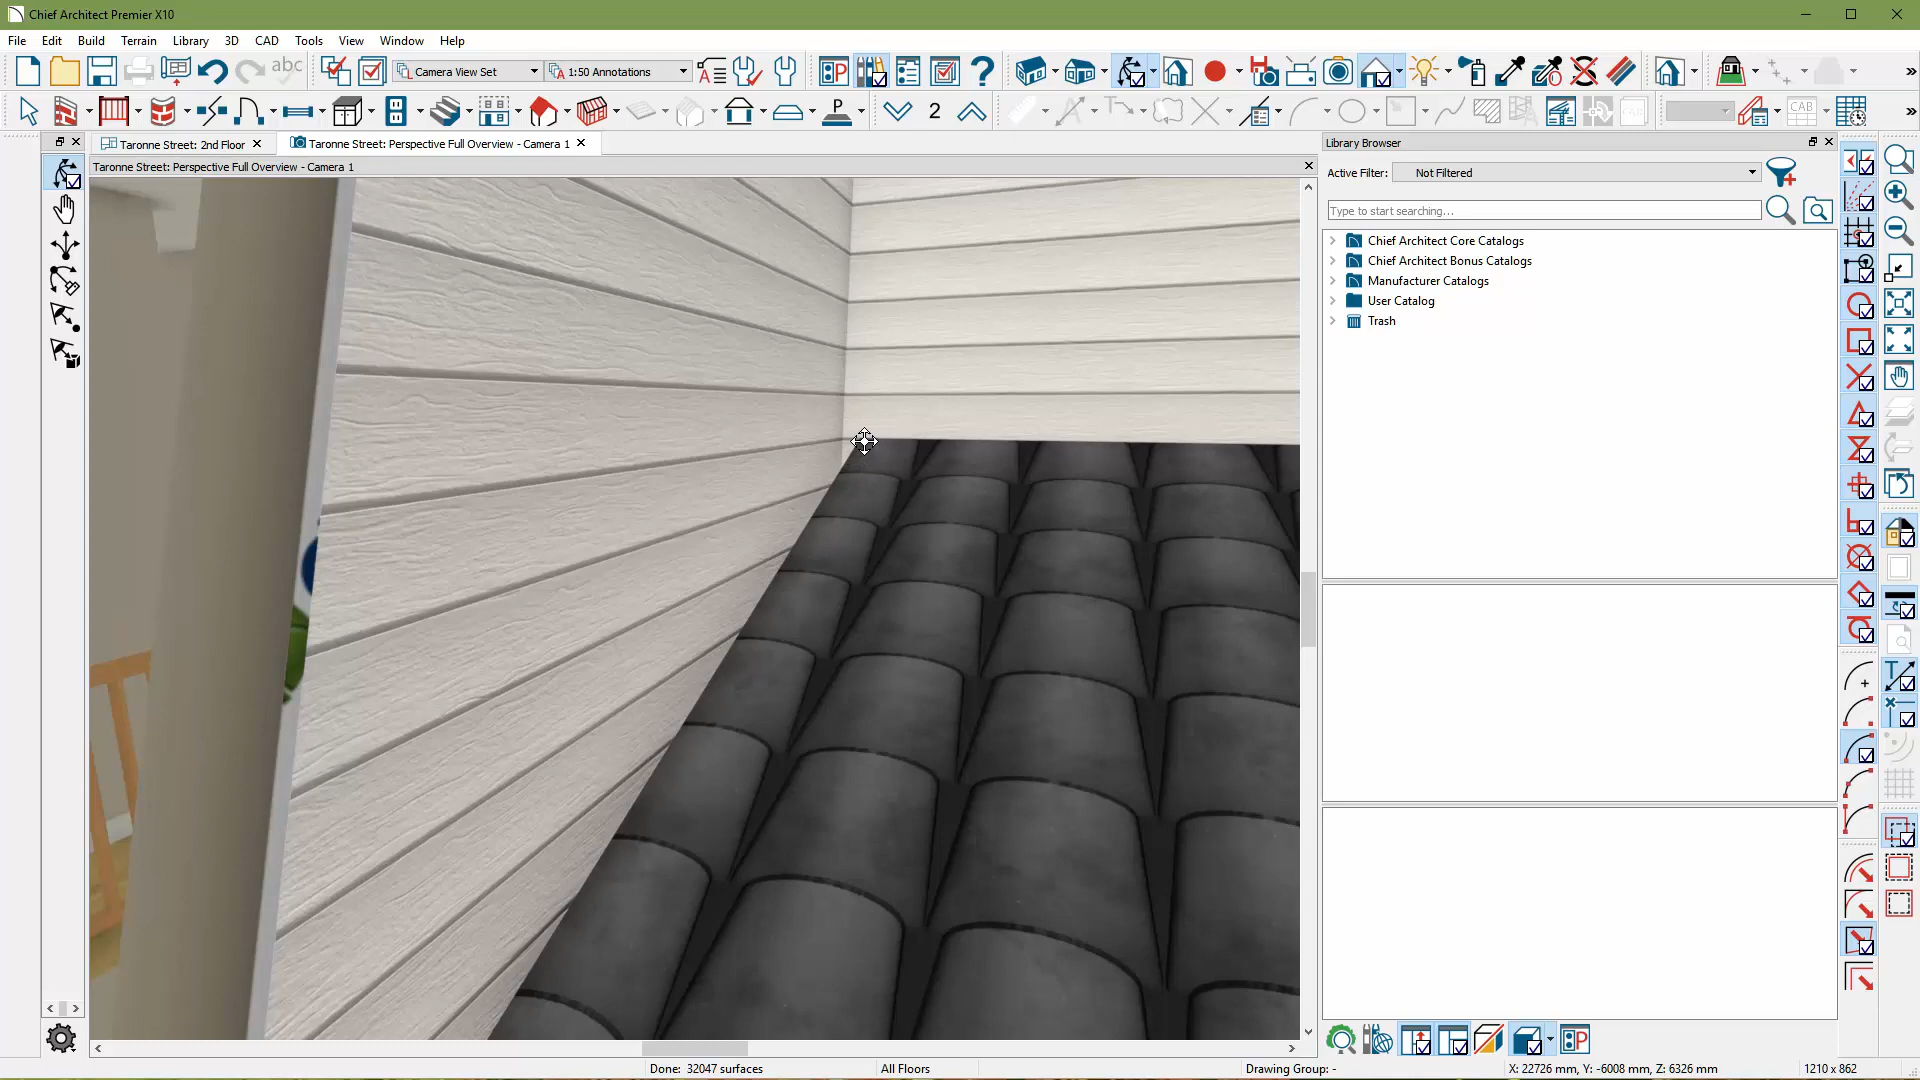 Chief Architect Premier X10
File Edit Build Terrain Library 3D CAD Tools View Window Help
abc Camera View Set 1:50 Annotations
2
CAB
Taronne Street: 2nd Floor Taronne Street: Perspective Full Overview - Camera 1
Taronne Street: Perspective Full Overview - Camera 1
Library Browser
Active Filter: Not Filtered
Type to start searching...
Chief Architect Core Catalogs
Chief Architect Bonus Catalogs
Manufacturer Catalogs
User Catalog
Trash
Done: 32047 surfaces All Floors Drawing Group: - X: 22726 mm, Y: -6008 mm, Z: 6326 mm 1210 x 862